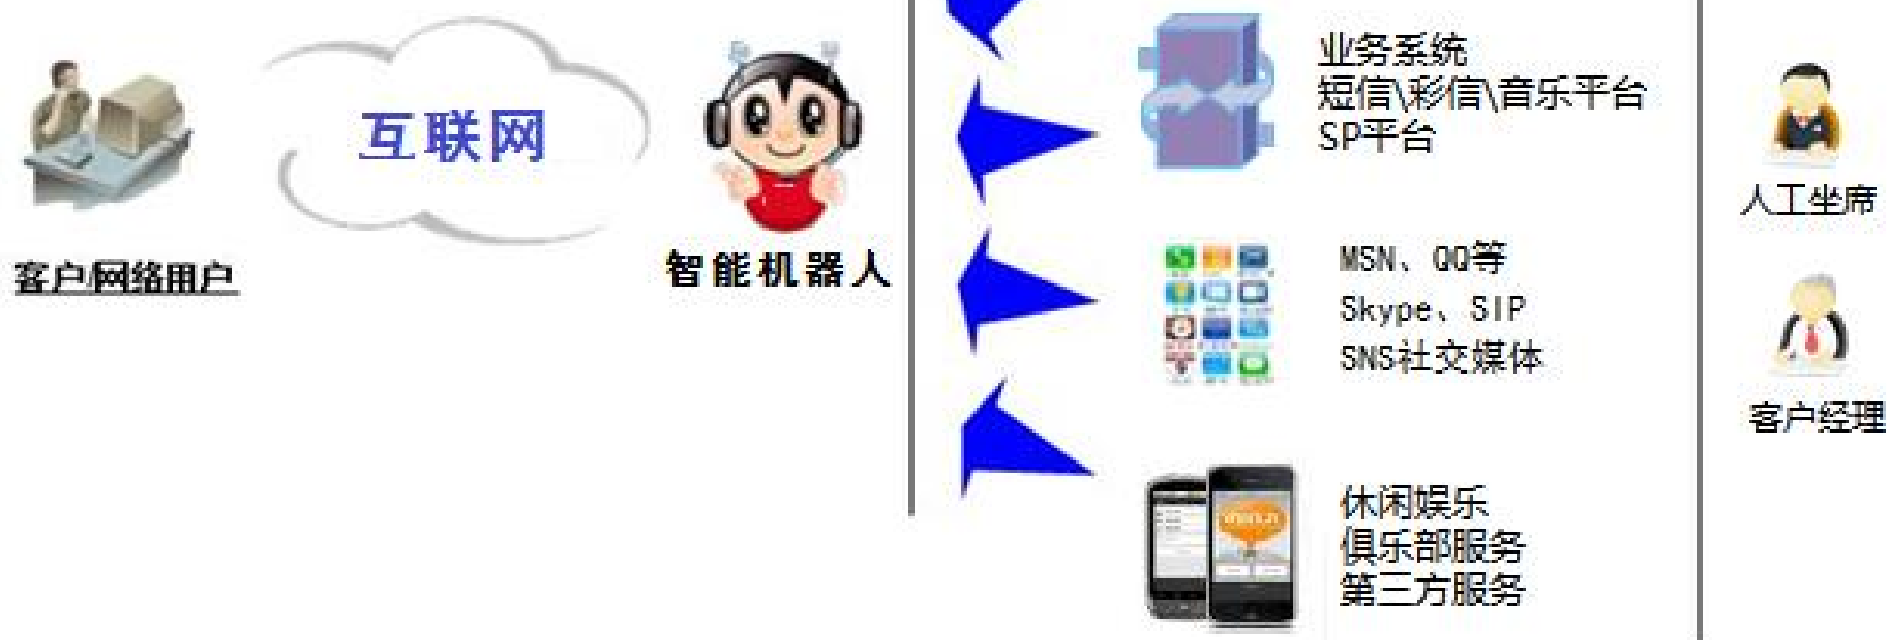 互联网
客户/网络用户
智能机器人
业务系统
短信\彩信\音乐平台
SP平台
MSN、QQ等
Skype、SIP
SNS社交媒体
休闲娱乐
俱乐部服务
第三方服务
人工坐席
客户经理